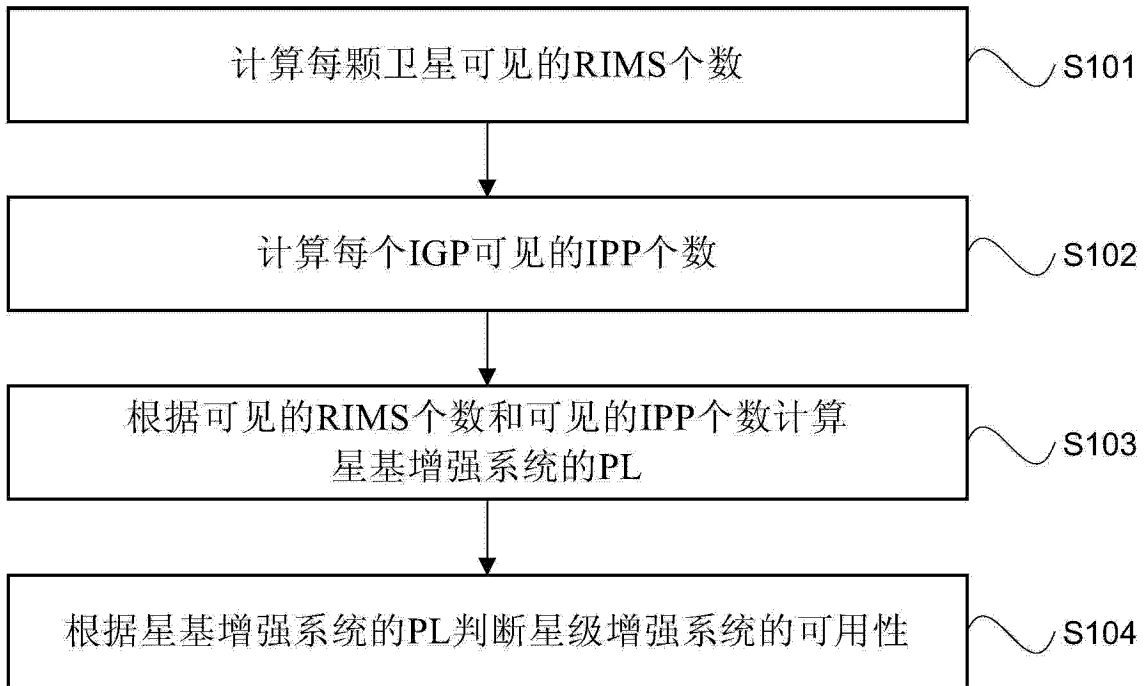 计算每颗卫星可见的RIMS个数
S101
计算每个IGP可见的IPP个数
S102
根据可见的RIMS个数和可见的IPP个数计算
星基增强系统的PL
S103
根据星基增强系统的PL判断星级增强系统的可用性
S104